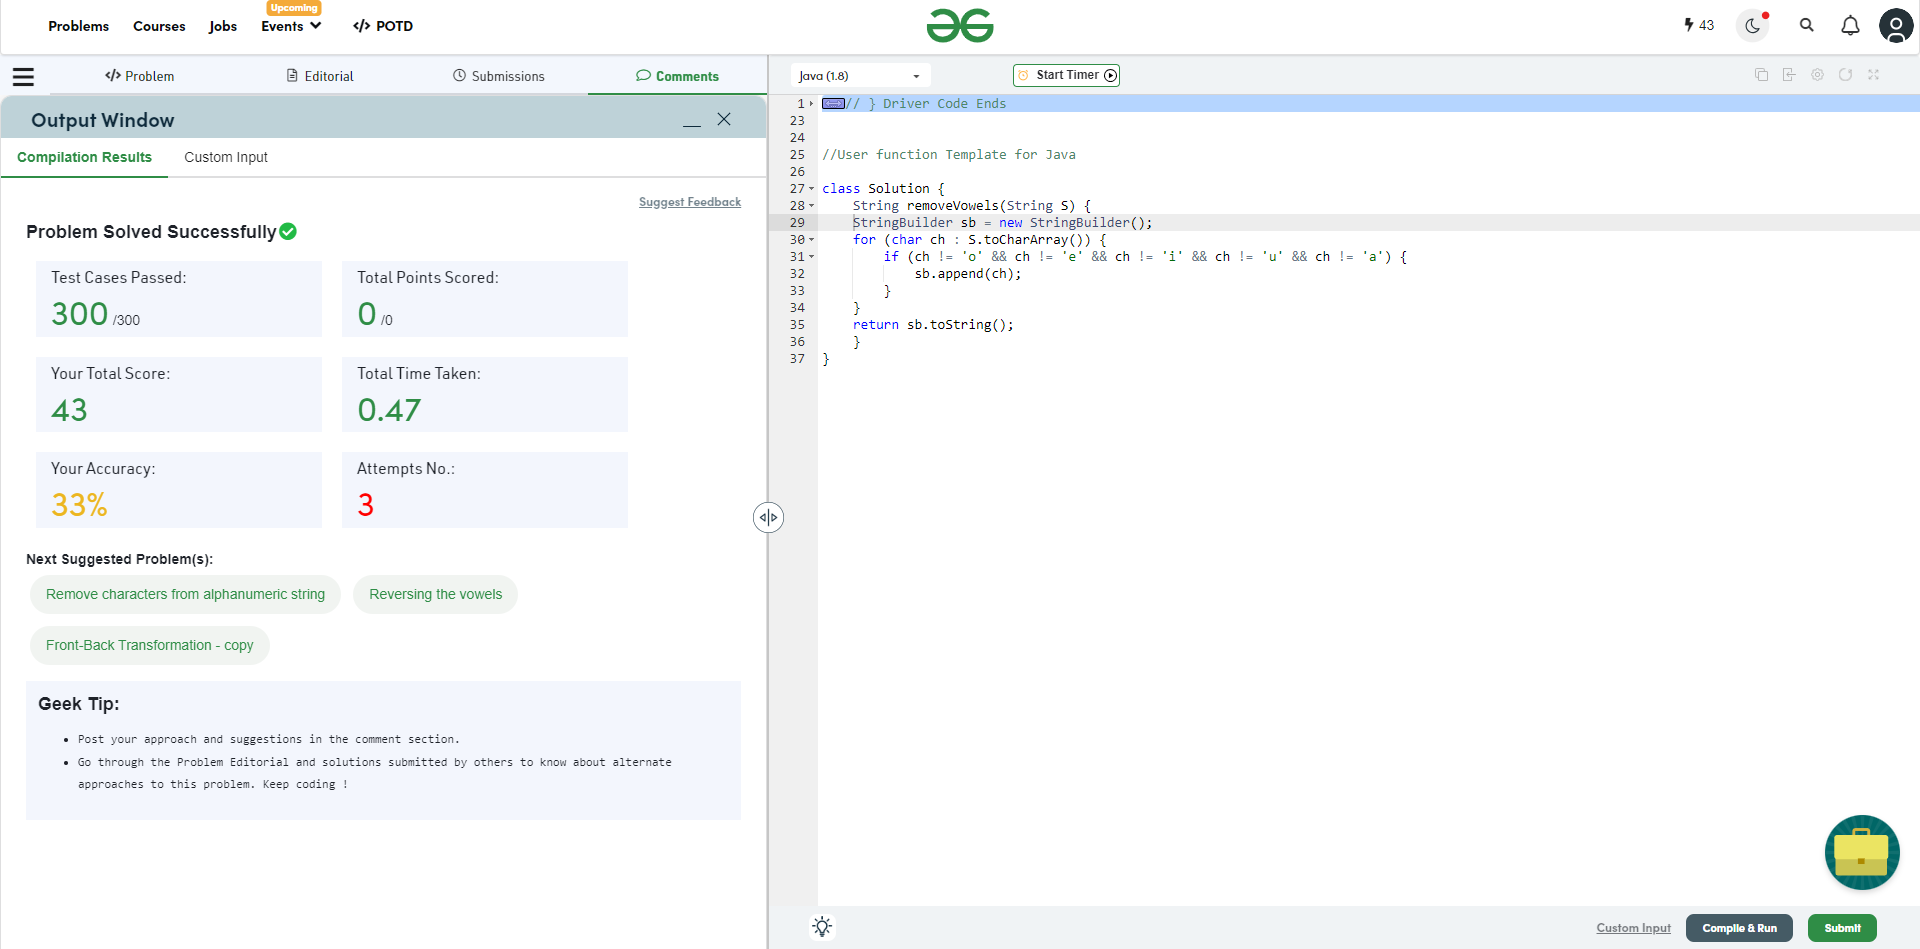 Problems Courses Jobs Upcoming Events </> POTD
43
</> Problem Editorial Submissions Comments
Output Window
Compilation Results Custom Input
Suggest Feedback
Problem Solved Successfully
Test Cases Passed:
300 /300
Total Points Scored:
0 /0
Your Total Score:
43
Total Time Taken:
0.47
Your Accuracy:
33%
Attempts No.:
3
Next Suggested Problem(s):
Remove characters from alphanumeric string Reversing the vowels
Front-Back Transformation - copy
Geek Tip:
• Post your approach and suggestions in the comment section.
• Go through the Problem Editorial and solutions submitted by others to know about alternate
approaches to this problem. Keep coding !
Java (1.8) Start Timer
1 // } Driver Code Ends
23
24
25 //User function Template for Java
26
27 class Solution {
28     String removeVowels(String S) {
29     StringBuilder sb = new StringBuilder();
30     for (char ch : S.toCharArray()) {
31         if (ch != 'o' && ch != 'e' && ch != 'i' && ch != 'u' && ch != 'a') {
32             sb.append(ch);
33         }
34     }
35     return sb.toString();
36     }
37 }
Custom Input Compile & Run Submit